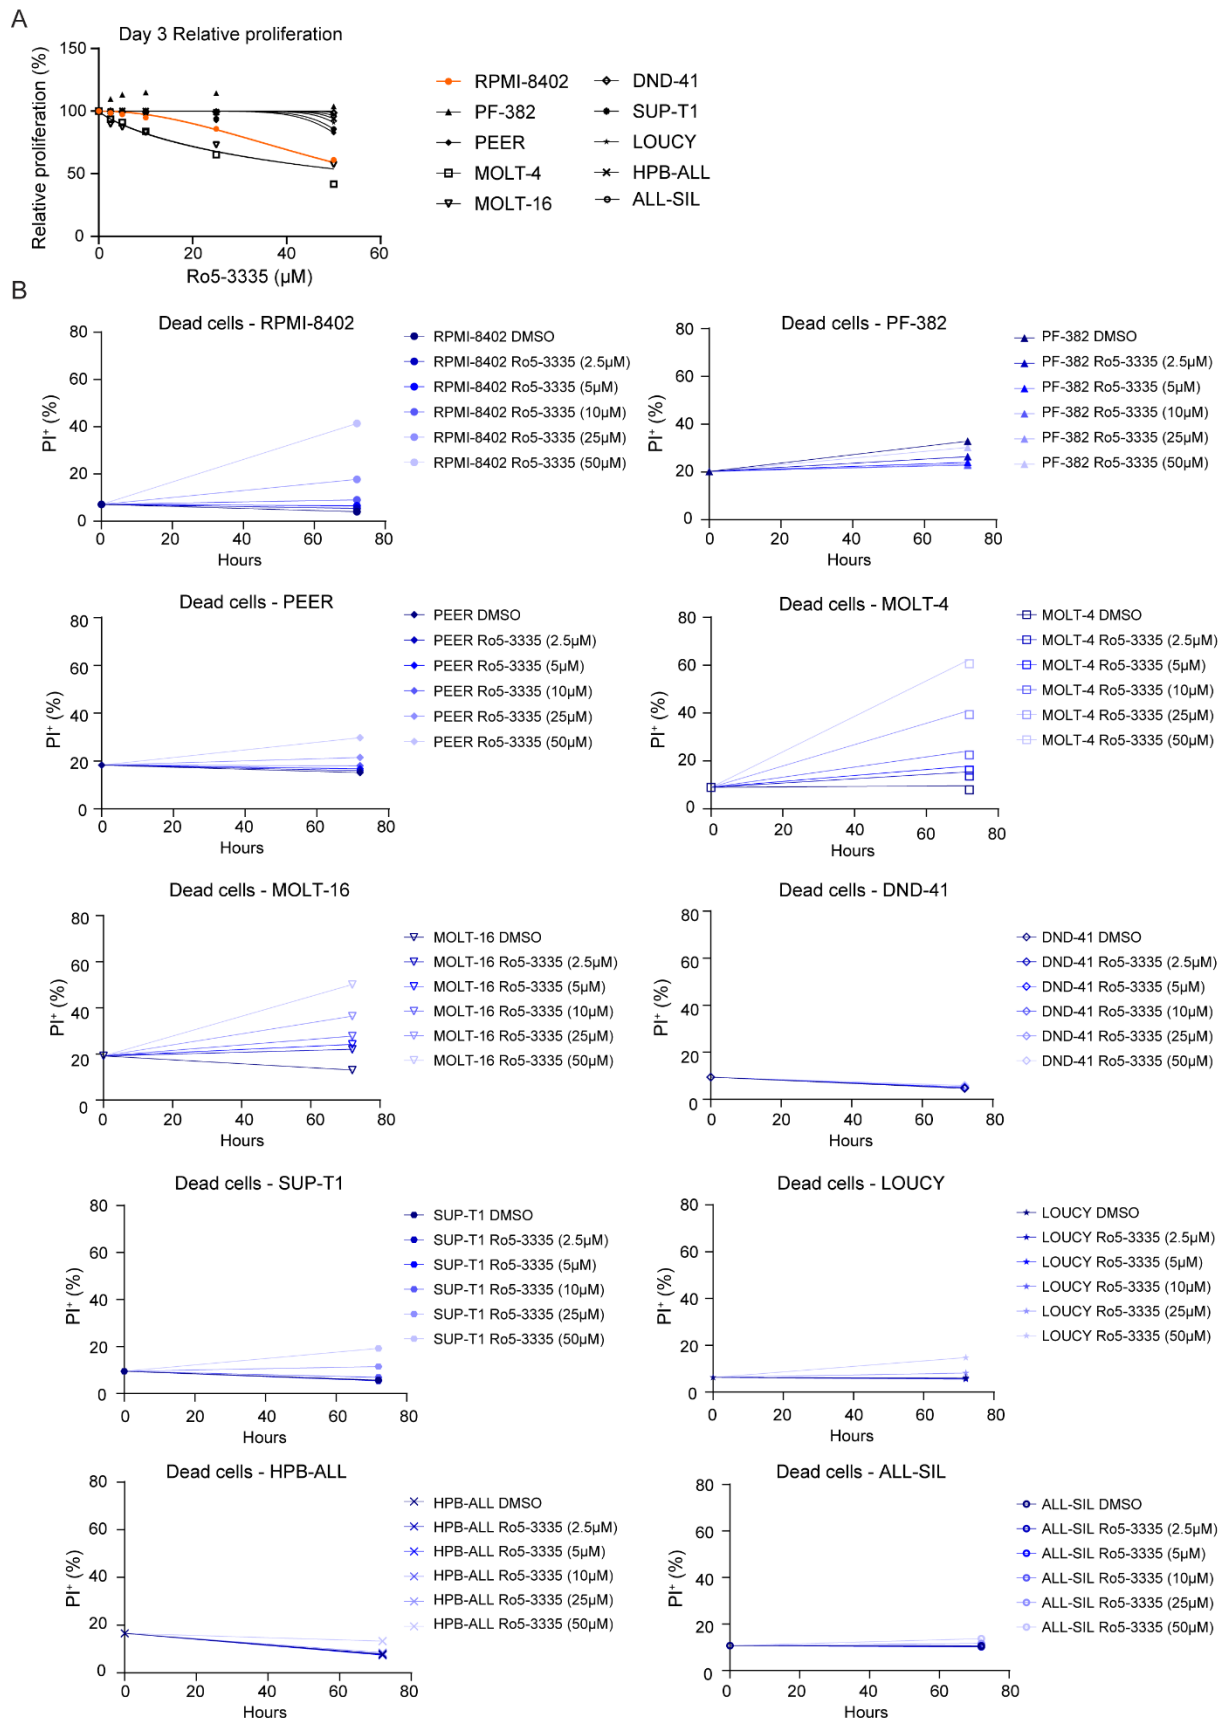 A
Day 3 Relative proliferation
Relative proliferation (%)
150
100
50
0
0 20 40 60
Ro5-3335 (µM)
RPMI-8402
PF-382
PEER
MOLT-4
MOLT-16
DND-41
SUP-T1
LOUCY
HPB-ALL
ALL-SIL
B
Dead cells - RPMI-8402
PI⁺ (%)
80
60
40
20
0
0 20 40 60 80
Hours
RPMI-8402 DMSO
RPMI-8402 Ro5-3335 (2.5µM)
RPMI-8402 Ro5-3335 (5µM)
RPMI-8402 Ro5-3335 (10µM)
RPMI-8402 Ro5-3335 (25µM)
RPMI-8402 Ro5-3335 (50µM)
Dead cells - PF-382
PI⁺ (%)
80
60
40
20
0
0 20 40 60 80
Hours
PF-382 DMSO
PF-382 Ro5-3335 (2.5µM)
PF-382 Ro5-3335 (5µM)
PF-382 Ro5-3335 (10µM)
PF-382 Ro5-3335 (25µM)
PF-382 Ro5-3335 (50µM)
Dead cells - PEER
PI⁺ (%)
80
60
40
20
0
0 20 40 60 80
Hours
PEER DMSO
PEER Ro5-3335 (2.5µM)
PEER Ro5-3335 (5µM)
PEER Ro5-3335 (10µM)
PEER Ro5-3335 (25µM)
PEER Ro5-3335 (50µM)
Dead cells - MOLT-4
PI⁺ (%)
80
60
40
20
0
0 20 40 60 80
Hours
MOLT-4 DMSO
MOLT-4 Ro5-3335 (2.5µM)
MOLT-4 Ro5-3335 (5µM)
MOLT-4 Ro5-3335 (10µM)
MOLT-4 Ro5-3335 (25µM)
MOLT-4 Ro5-3335 (50µM)
Dead cells - MOLT-16
PI⁺ (%)
80
60
40
20
0
0 20 40 60 80
Hours
MOLT-16 DMSO
MOLT-16 Ro5-3335 (2.5µM)
MOLT-16 Ro5-3335 (5µM)
MOLT-16 Ro5-3335 (10µM)
MOLT-16 Ro5-3335 (25µM)
MOLT-16 Ro5-3335 (50µM)
Dead cells - DND-41
PI⁺ (%)
80
60
40
20
0
0 20 40 60 80
Hours
DND-41 DMSO
DND-41 Ro5-3335 (2.5µM)
DND-41 Ro5-3335 (5µM)
DND-41 Ro5-3335 (10µM)
DND-41 Ro5-3335 (25µM)
DND-41 Ro5-3335 (50µM)
Dead cells - SUP-T1
PI⁺ (%)
80
60
40
20
0
0 20 40 60 80
Hours
SUP-T1 DMSO
SUP-T1 Ro5-3335 (2.5µM)
SUP-T1 Ro5-3335 (5µM)
SUP-T1 Ro5-3335 (10µM)
SUP-T1 Ro5-3335 (25µM)
SUP-T1 Ro5-3335 (50µM)
Dead cells - LOUCY
PI⁺ (%)
80
60
40
20
0
0 20 40 60 80
Hours
LOUCY DMSO
LOUCY Ro5-3335 (2.5µM)
LOUCY Ro5-3335 (5µM)
LOUCY Ro5-3335 (10µM)
LOUCY Ro5-3335 (25µM)
LOUCY Ro5-3335 (50µM)
Dead cells - HPB-ALL
PI⁺ (%)
80
60
40
20
0
0 20 40 60 80
Hours
HPB-ALL DMSO
HPB-ALL Ro5-3335 (2.5µM)
HPB-ALL Ro5-3335 (5µM)
HPB-ALL Ro5-3335 (10µM)
HPB-ALL Ro5-3335 (25µM)
HPB-ALL Ro5-3335 (50µM)
Dead cells - ALL-SIL
PI⁺ (%)
80
60
40
20
0
0 20 40 60 80
Hours
ALL-SIL DMSO
ALL-SIL Ro5-3335 (2.5µM)
ALL-SIL Ro5-3335 (5µM)
ALL-SIL Ro5-3335 (10µM)
ALL-SIL Ro5-3335 (25µM)
ALL-SIL Ro5-3335 (50µM)